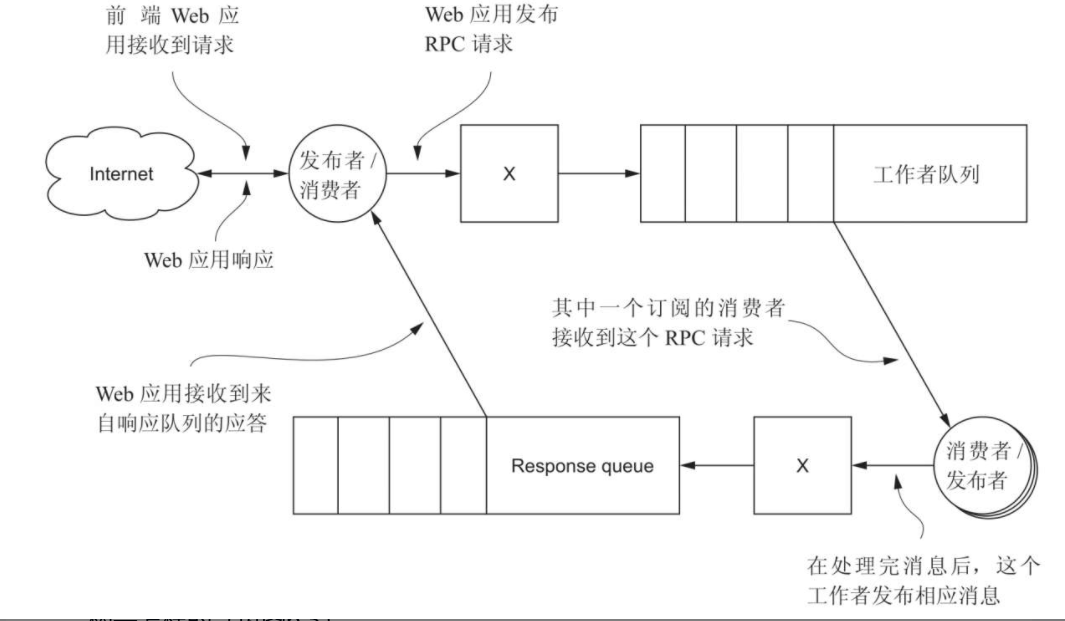 前端 Web 应
用接收到请求
Web 应用发布
RPC 请求
Internet
发布者 /
消费者
X
工作者队列
Web 应用响应
其中一个订阅的消费者
接收到这个 RPC 请求
Web 应用接收到来
自响应队列的应答
Response queue
X
消费者 /
发布者
在处理完消息后，这个
工作者发布相应消息